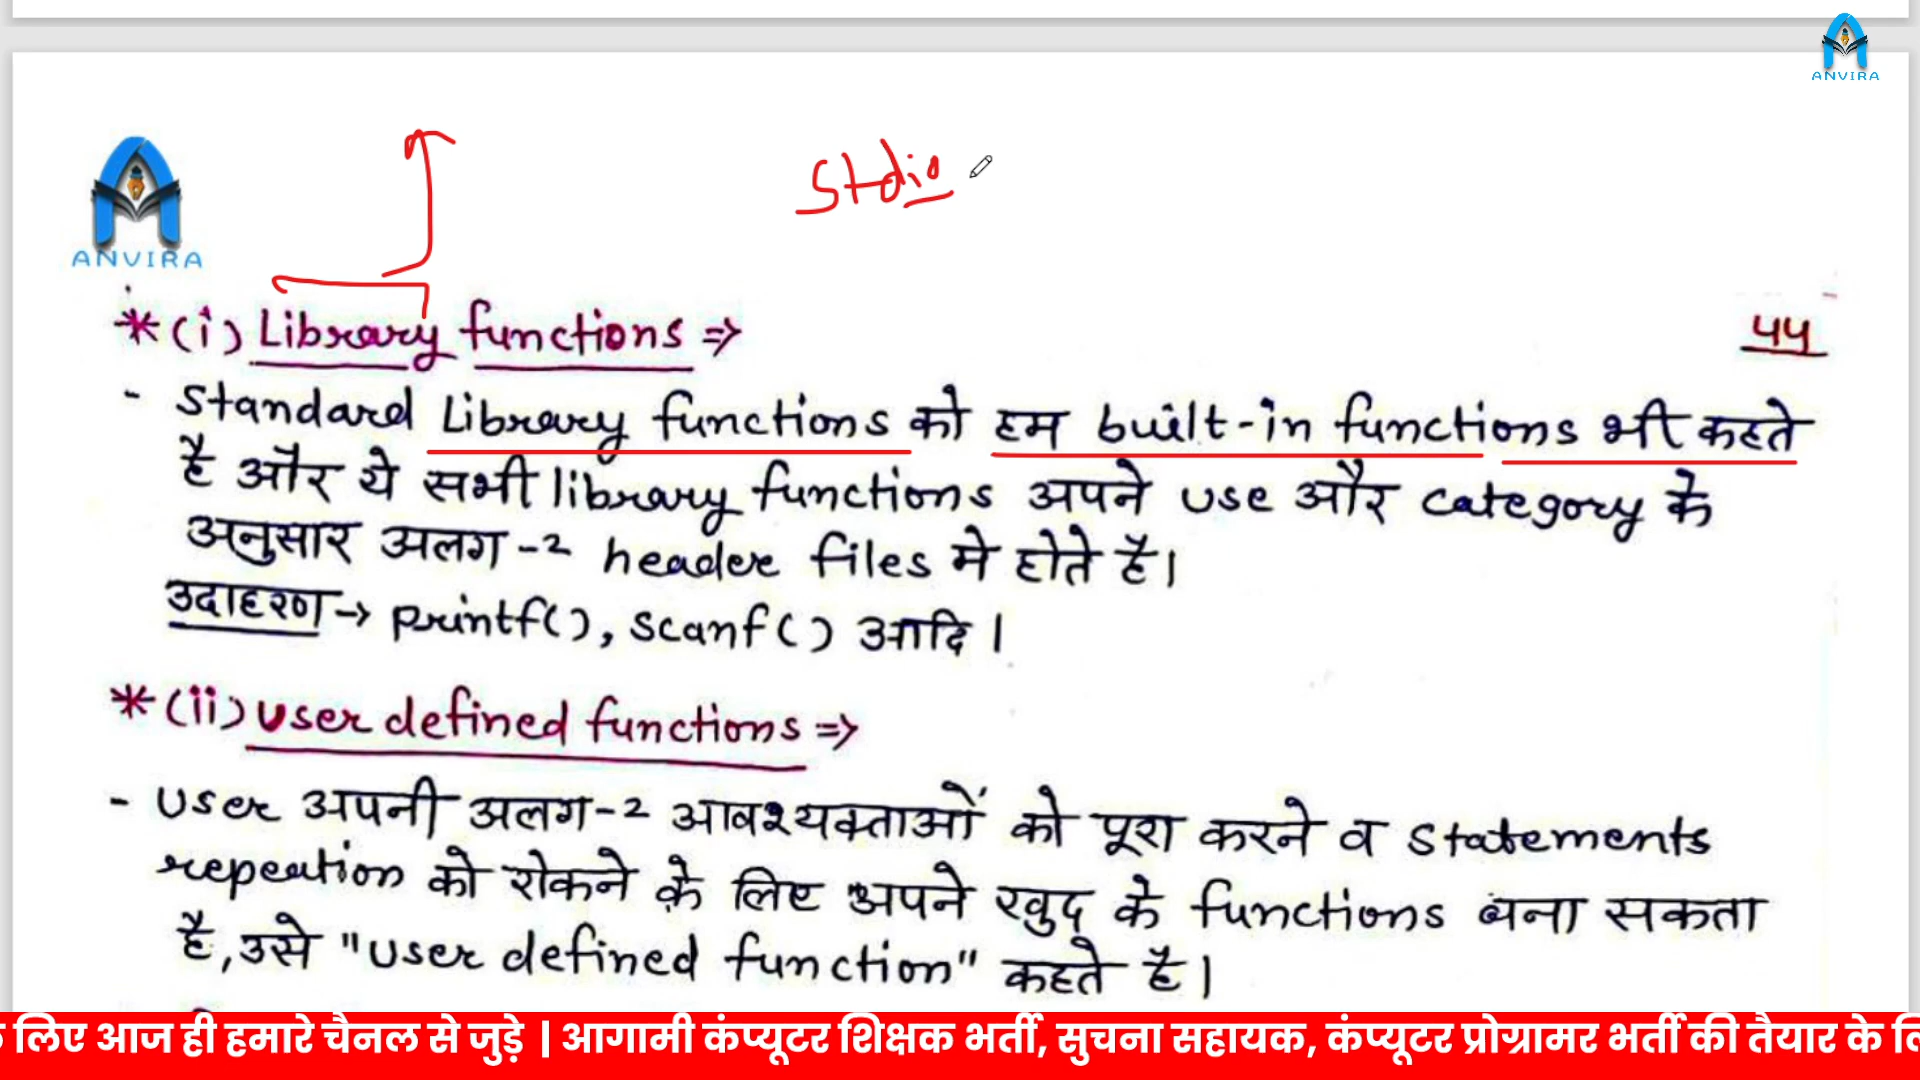 ANVIRA
Stdio
ANVIRA
*(i) Library functions ⇒
44
- Standard Library functions को हम built-in functions भी कहते
है और ये सभी library functions अपने use और category के
अनुसार अलग-2 header files मे होते है।
उदाहरण → printf(), scanf() आदि।
*(ii) user defined functions ⇒
- user अपनी अलग-2 आवश्यक्ताओं को पूरा करने व statements
repeation को रोकने के लिए अपने खुद के functions बना सकता
है, उसे "user defined function" कहते है।
लिए आज ही हमारे चैनल से जुड़े | आगामी कंप्यूटर शिक्षक भर्ती, सुचना सहायक, कंप्यूटर प्रोग्रामर भर्ती की तैयार के